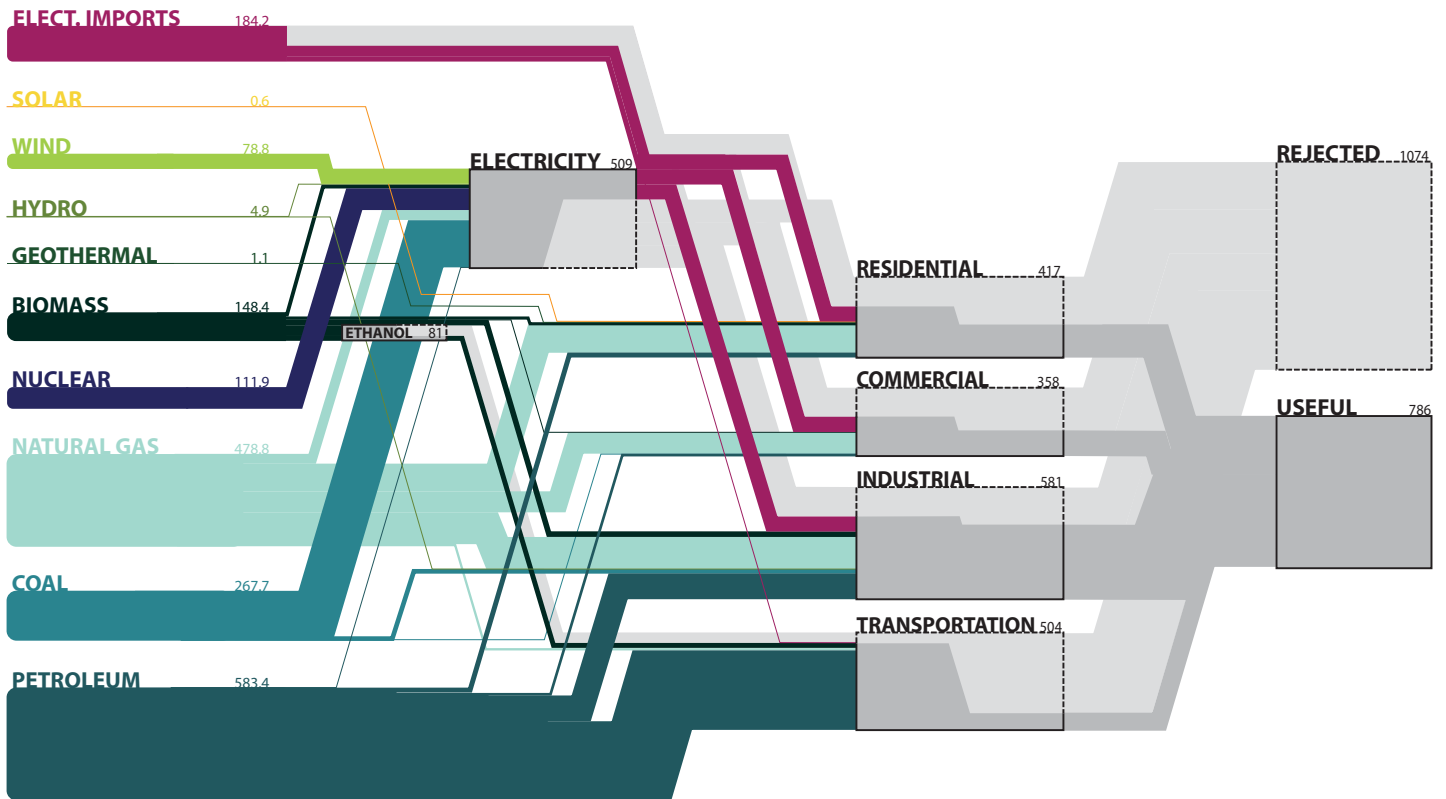 ELECT. IMPORTS 184.2
SOLAR 0.6
WIND 78.8
HYDRO 4.9
GEOTHERMAL 1.1
BIOMASS 148.4
NUCLEAR 111.9
NATURAL GAS 478.8
COAL 267.7
PETROLEUM 583.4
ELECTRICITY 509
ETHANOL 81
RESIDENTIAL 417
COMMERCIAL 358
INDUSTRIAL 581
TRANSPORTATION 504
REJECTED 1074
USEFUL 786